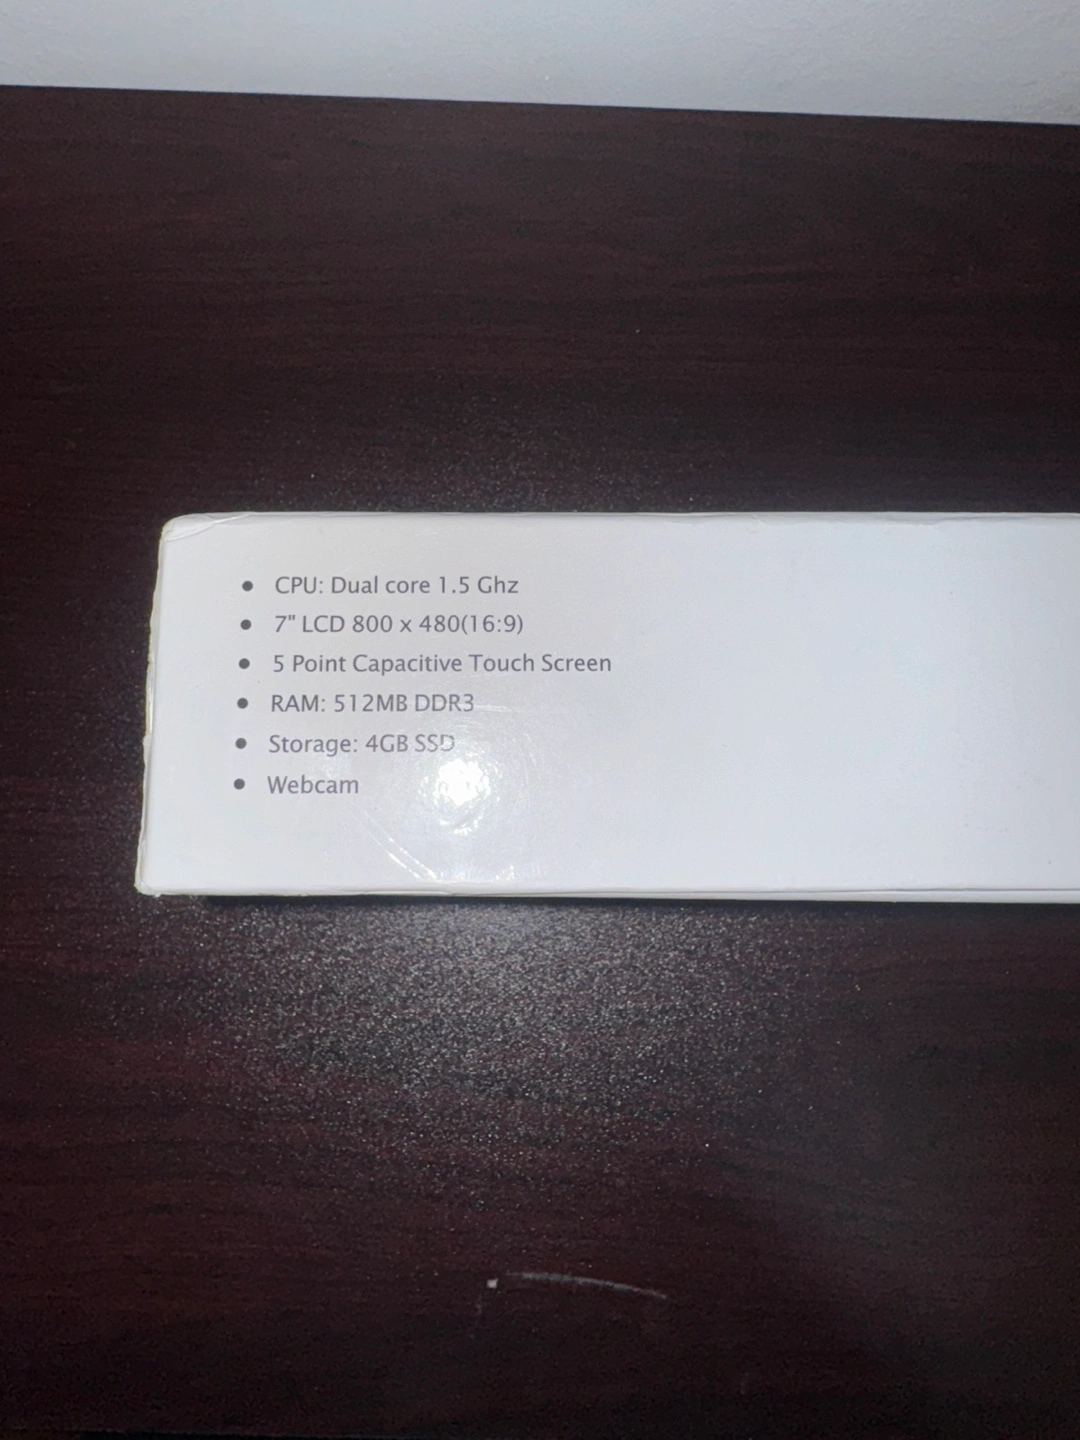 • CPU: Dual core 1.5 Ghz
• 7" LCD 800 x 480(16:9)
• 5 Point Capacitive Touch Screen
• RAM: 512MB DDR3
• Storage: 4GB SSD
• Webcam